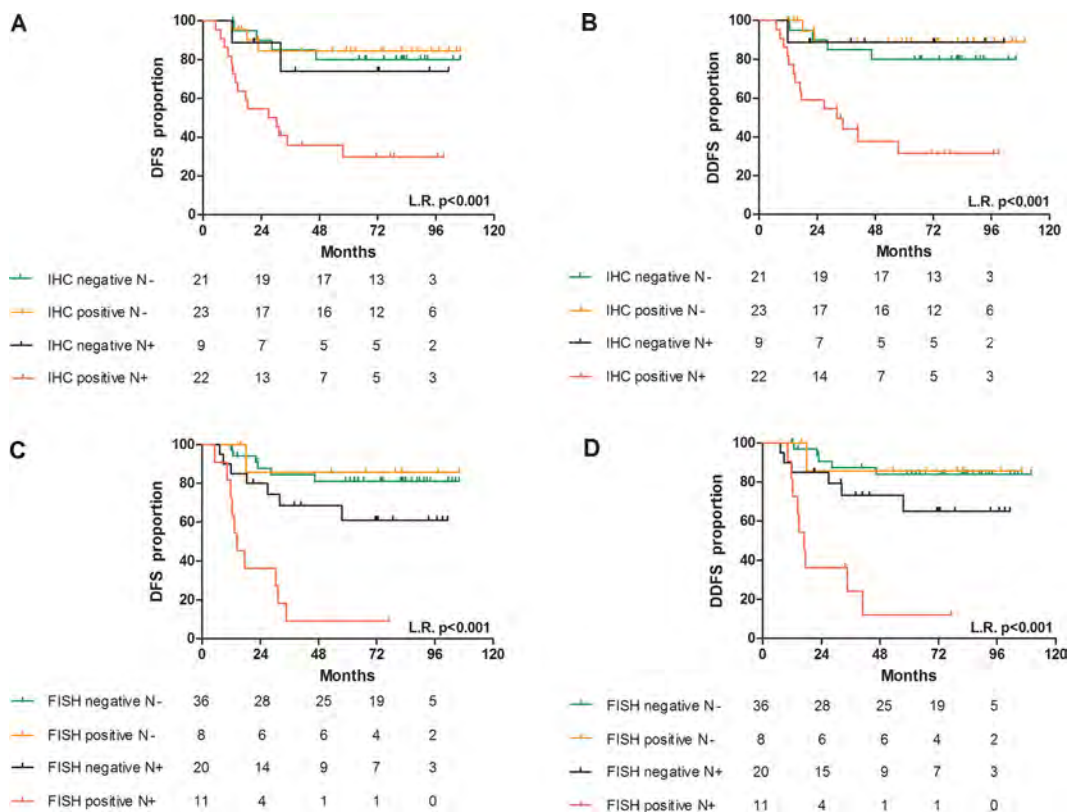 A
100
80
60
40
20
0
DFS proportion
L.R. p<0.001
0 24 48 72 96 120
Months
IHC negative N- 21 19 17 13 3
IHC positive N- 23 17 16 12 6
IHC negative N+ 9 7 5 5 2
IHC positive N+ 22 13 7 5 3
B
100
80
60
40
20
0
DDFS proportion
L.R. p<0,001
0 24 48 72 96 120
Months
IHC negative N- 21 19 17 13 3
IHC positive N- 23 17 16 12 6
IHC negative N+ 9 7 5 5 2
IHC positive N+ 22 14 7 5 3
C
100
80
60
40
20
0
DFS proportion
L.R. p<0.001
0 24 48 72 96 120
Months
FISH negative N- 36 28 25 19 5
FISH positive N- 8 6 6 4 2
FISH negative N+ 20 14 9 7 3
FISH positive N+ 11 4 1 1 0
D
100
80
60
40
20
0
DDFS proportion
L.R. p<0.001
0 24 48 72 96 120
Months
FISH negative N- 36 28 25 19 5
FISH positive N- 8 6 6 4 2
FISH negative N+ 20 15 9 7 3
FISH positive N+ 11 4 1 1 0